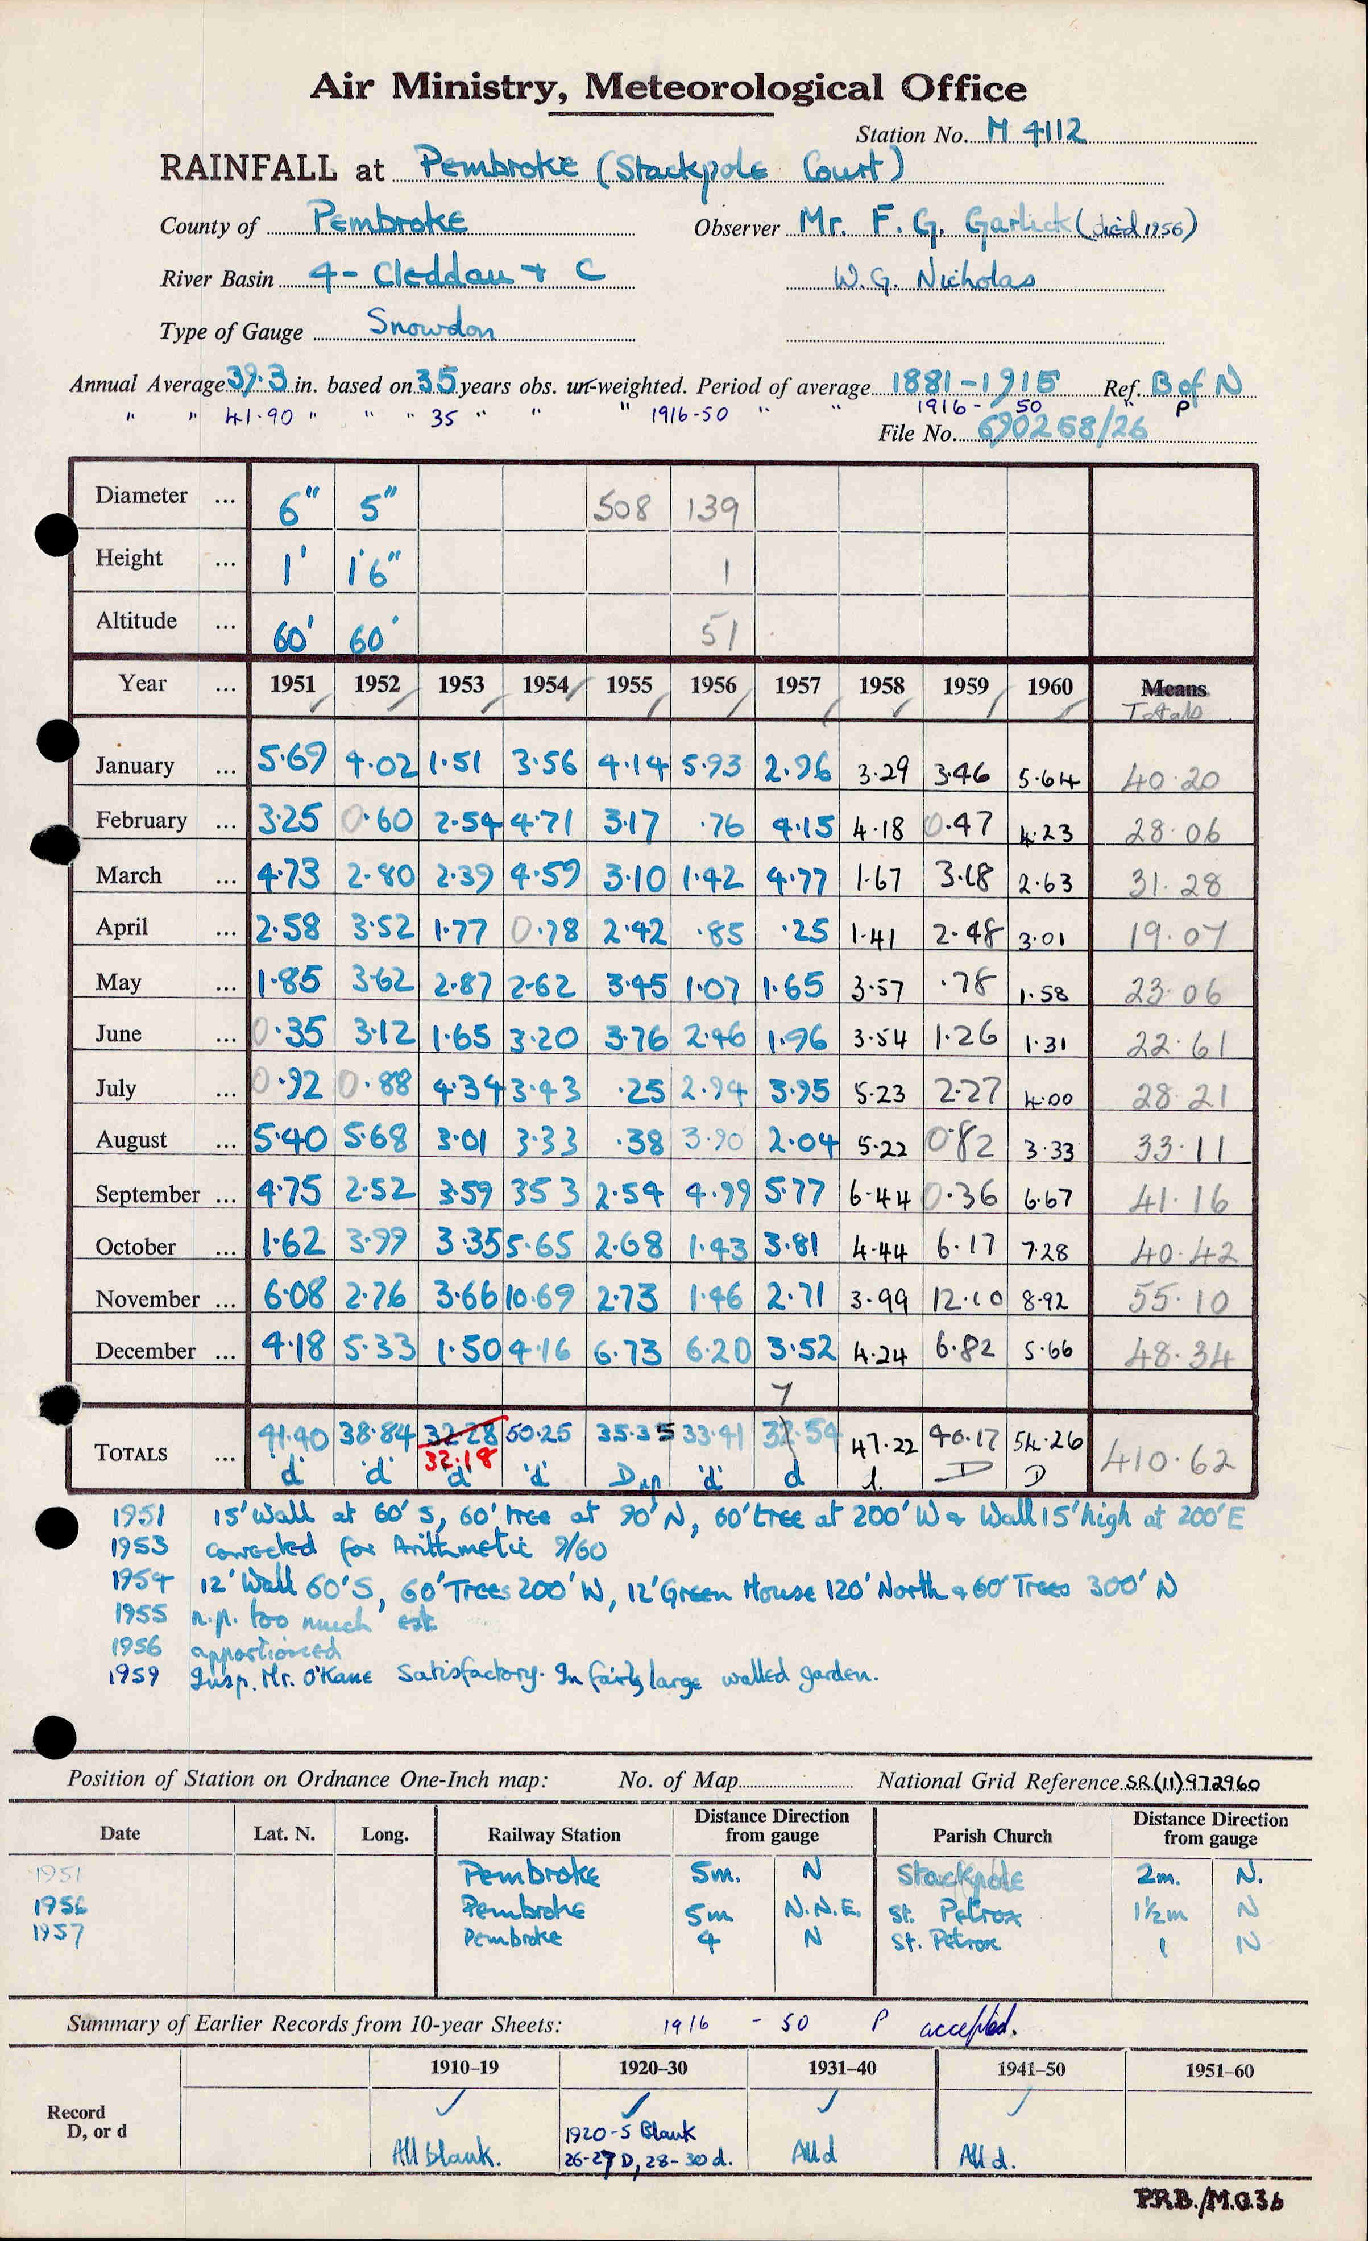 Air Ministry, Meteorological Office
Station No. M 4112
RAINFALL at Pembroke (Stackpole Court)
County of Pembroke Observer Mr. F. G. Garlick (died 1956)
River Basin 4 - Cleddau + C W. G. Nicholas
Type of Gauge Snowdon
Annual Average 39.3 in. based on 35 years obs. un-weighted. Period of average 1881-1915 Ref. B of N
" " 41.90 " " " 35 " " " 1916-50 " " 1916-50 " P
File No. 690268/26
Diameter ... 6" 5" 508 139
Height ... 1' 1'6" 1
Altitude ... 60' 60' 51
Year ... 1951 1952 1953 1954 1955 1956 1957 1958 1959 1960 Means
Totals
January ... 5.69 4.02 1.51 3.56 4.14 5.93 2.96 3.29 3.46 5.64 40.20
February ... 3.25 0.60 2.54 4.71 3.17 .76 4.15 4.18 0.47 4.23 28.06
March ... 4.73 2.80 2.39 4.59 3.10 1.42 4.77 1.67 3.18 2.63 31.28
April ... 2.58 3.52 1.77 0.78 2.42 .85 .25 1.41 2.48 3.01 19.07
May ... 1.85 3.62 2.87 2.62 3.45 1.07 1.65 3.57 .78 1.58 23.06
June ... 0.35 3.12 1.65 3.20 3.76 2.46 1.96 3.54 1.26 1.31 22.61
July ... 0.92 0.88 4.34 3.43 .25 2.94 3.95 5.23 2.27 4.00 28.21
August ... 5.40 5.68 3.01 3.33 .38 3.90 2.04 5.22 0.82 3.33 33.11
September ... 4.75 2.52 3.59 3.53 2.54 4.99 5.77 6.44 0.36 6.67 41.16
October ... 1.62 3.99 3.35 5.65 2.68 1.43 3.81 4.44 6.17 7.28 40.42
November ... 6.08 2.76 3.66 10.69 2.73 1.46 2.71 3.99 12.10 8.92 55.10
December ... 4.18 5.33 1.50 4.16 6.73 6.20 3.52 4.24 6.82 5.66 48.34
7
TOTALS ... 41.40 38.84 32.28 50.25 35.35 33.41 32.54 47.22 40.17 54.26 410.62
32.18
'd' 'd' 'd' 'd' D 'd' d d. D D
1951 15' Wall at 60' S, 60' tree at 90' N, 60' tree at 200' W & Wall 15' high at 200' E
1953 corrected for Arithmetic 9/60
1954 12' Wall 60' S, 60' Trees 200' W, 12' Green House 120' North & 60' Trees 300' N
1955 n.p. too much est.
1956 apportioned
1959 Insp. Mr. O'Kane Satisfactory. In fairly large walled garden.
Position of Station on Ordnance One-Inch map: No. of Map National Grid Reference SR(11)972960
Date Lat. N. Long. Railway Station Distance Direction from gauge Parish Church Distance Direction from gauge
1951 Pembroke 5m. N Stackpole 2m. N.
1956 Pembroke 5m N.N.E. St. Petrox 1½m N
1957 Pembroke 4 N St. Petrox 1 N
Summary of Earlier Records from 10-year Sheets: 1916 - 50 P accepted.
1910–19 1920–30 1931–40 1941–50 1951–60
Record
D, or d
All blank. 1920-5 Blank
26-27 D, 28-30 d. All d All d.
P.R.B./M.O.36